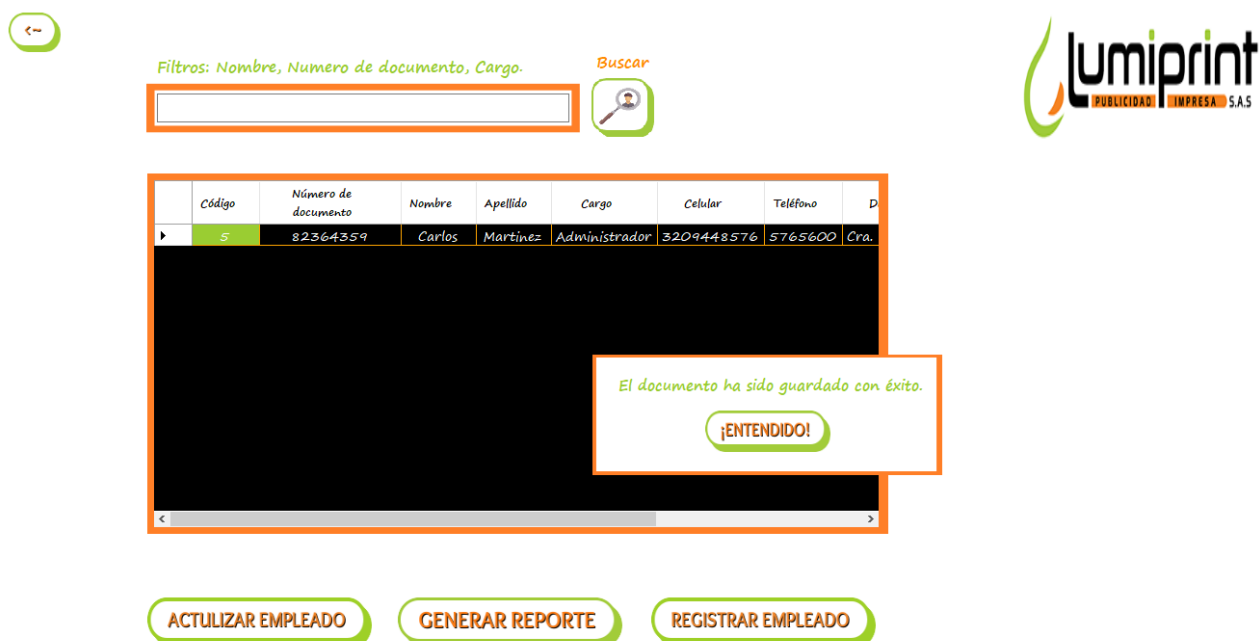 <~
Filtros: Nombre, Numero de documento, Cargo.
Buscar
lumiprint
PUBLICIDAD IMPRESA S.A.S
Código Número de documento Nombre Apellido Cargo Celular Teléfono D
5 82364359 Carlos Martinez Administrador 3209448576 5765600 Cra.
El documento ha sido guardado con éxito.
¡ENTENDIDO!
ACTULIZAR EMPLEADO GENERAR REPORTE REGISTRAR EMPLEADO